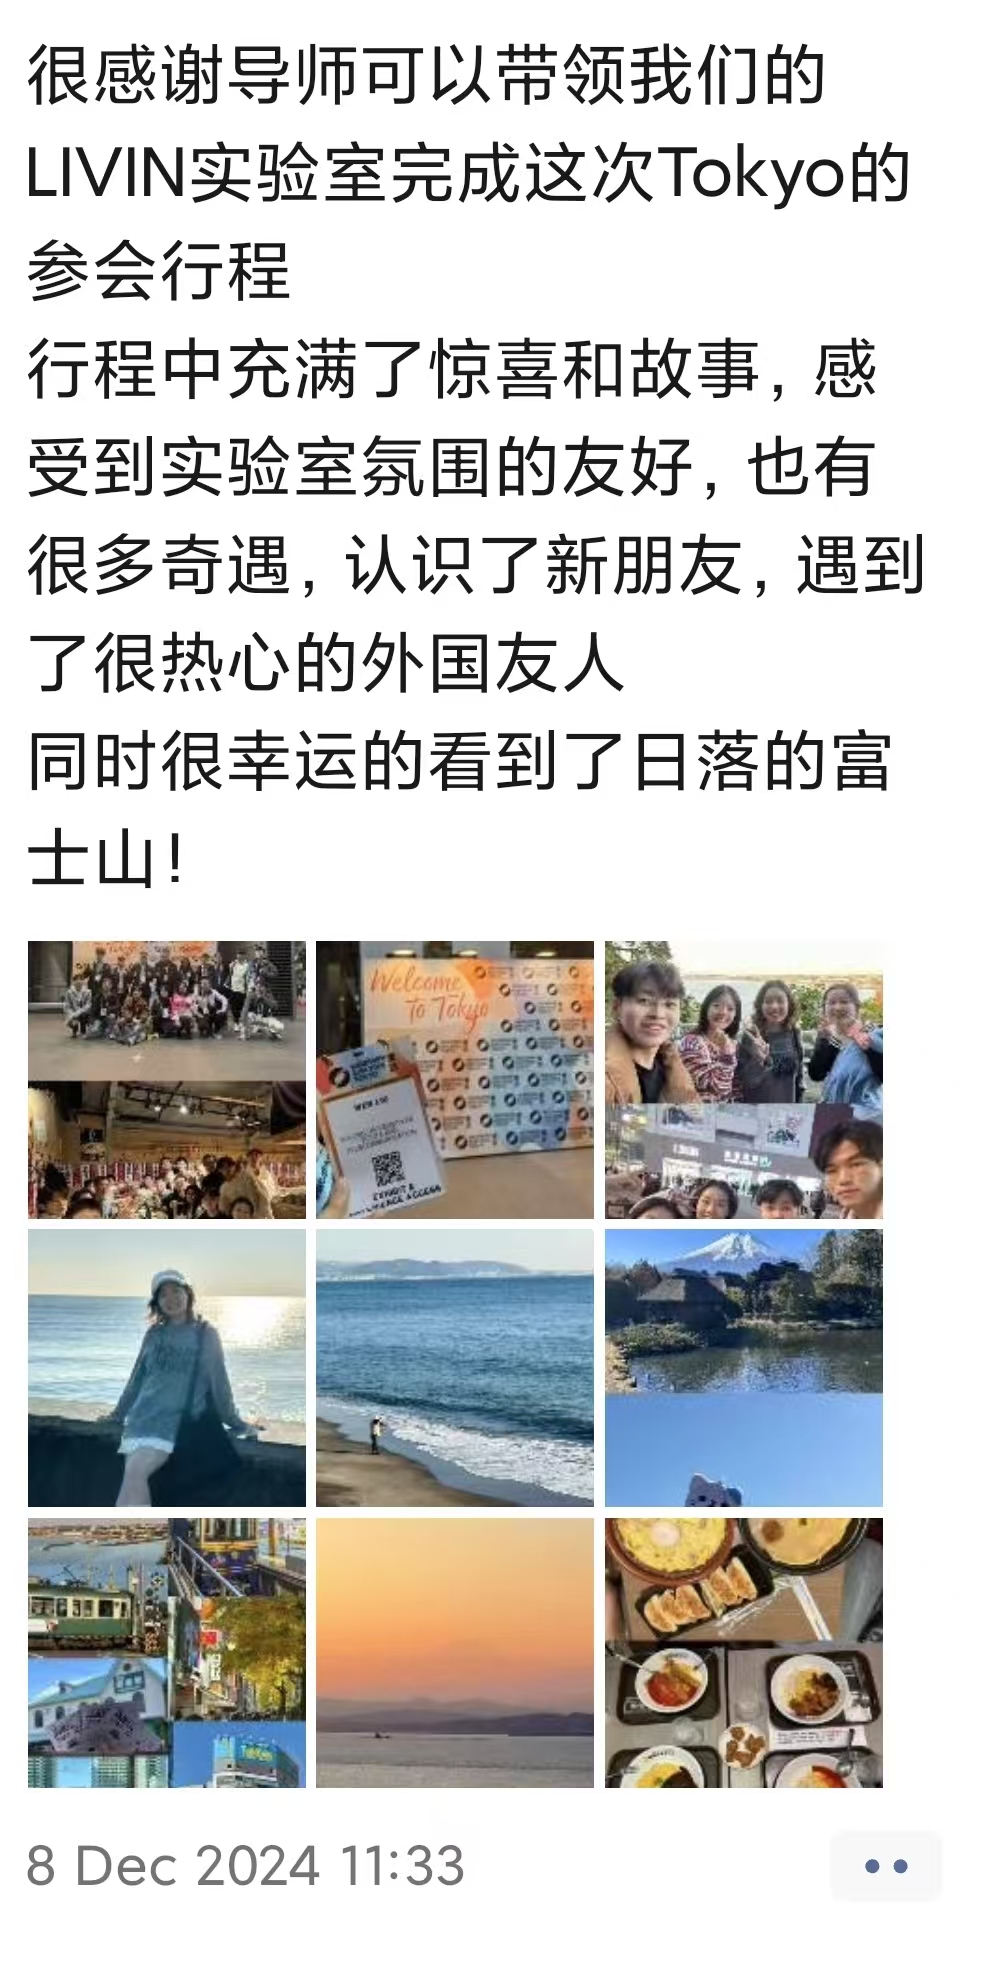 很感谢导师可以带领我们的
LIVIN实验室完成这次Tokyo的
参会行程
行程中充满了惊喜和故事，感
受到实验室氛围的友好，也有
很多奇遇，认识了新朋友，遇到
了很热心的外国友人
同时很幸运的看到了日落的富
士山！
Welcome
to Tokyo
8 Dec 2024 11:33